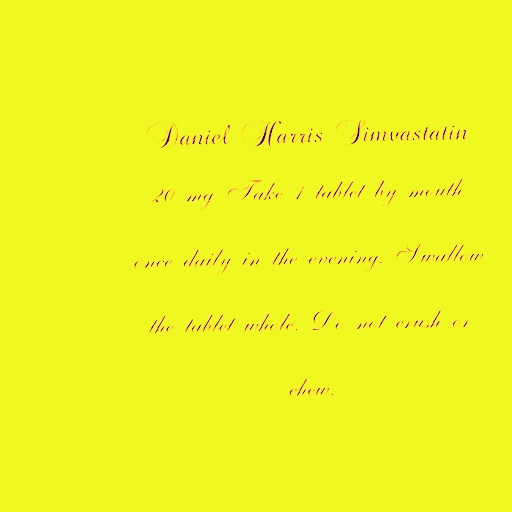 Daniel Harris Simvastatin
20 mg Take 1 tablet by mouth
once daily in the evening. Swallow
the tablet whole. Do not crush or
chew.